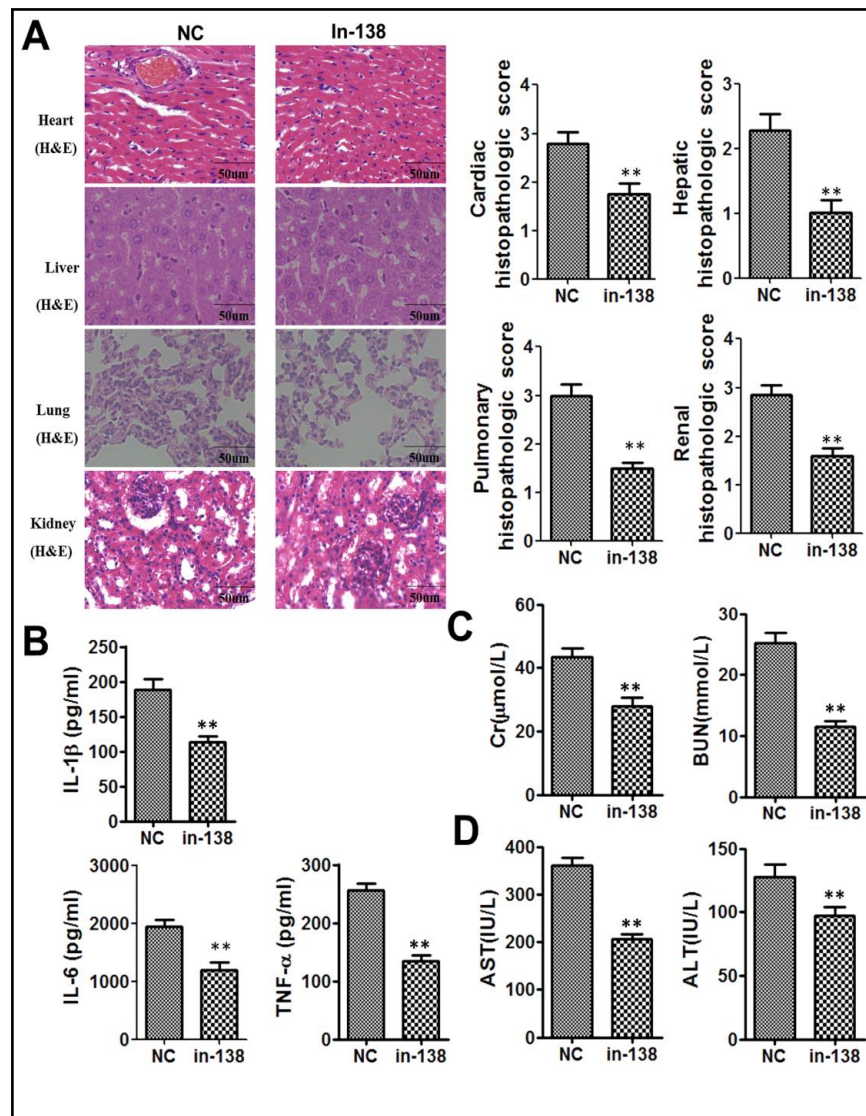 A
NC
In-138
Heart
(H&E)
50um
50um
Liver
(H&E)
50um
50um
Lung
(H&E)
50um
50um
Kidney
(H&E)
50um
50um
Cardiac
histopathologic score
4
3
2
1
0
**
NC
in-138
Hepatic
histopathologic score
3
2
1
0
**
NC
in-138
Pulmonary
histopathologic score
4
3
2
1
0
**
NC
in-138
Renal
histopathologic score
4
3
2
1
0
**
NC
in-138
B
IL-1β (pg/ml)
250
200
150
100
50
0
**
NC
in-138
IL-6 (pg/ml)
3000
2000
1000
0
**
NC
in-138
TNF-α (pg/ml)
300
200
100
0
**
NC
in-138
C
Cr(μmol/L)
60
40
20
0
**
NC
in-138
BUN(mmol/L)
30
20
10
0
**
NC
in-138
D
AST(IU/L)
400
300
200
100
0
**
NC
in-138
ALT(IU/L)
150
100
50
0
**
NC
in-138